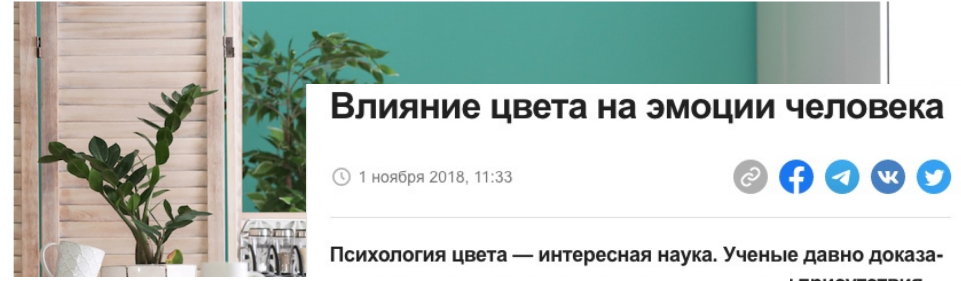 Влияние цвета на эмоции человека
1 ноября 2018, 11:33
Психология цвета — интересная наука. Ученые давно доказа-